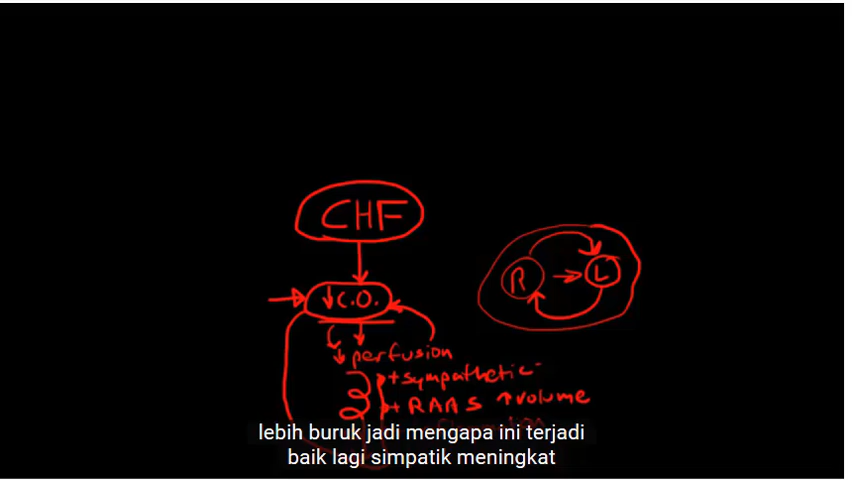 CHF
↓ C.O.
R → L
↓ perfusion
+ sympathetic
+ RAAS ↑ volume
lebih buruk jadi mengapa ini terjadi
baik lagi simpatik meningkat